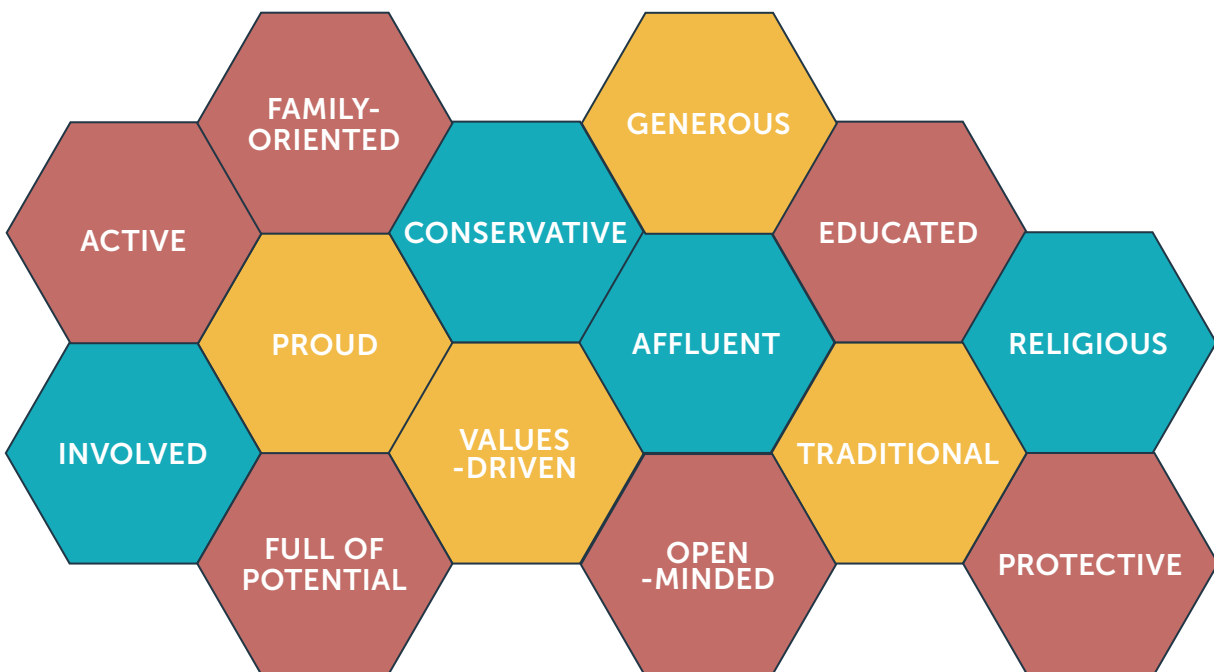 FAMILY-
ORIENTED
GENEROUS
ACTIVE
CONSERVATIVE
EDUCATED
PROUD
AFFLUENT
RELIGIOUS
INVOLVED
VALUES
-DRIVEN
TRADITIONAL
FULL OF
POTENTIAL
OPEN
-MINDED
PROTECTIVE